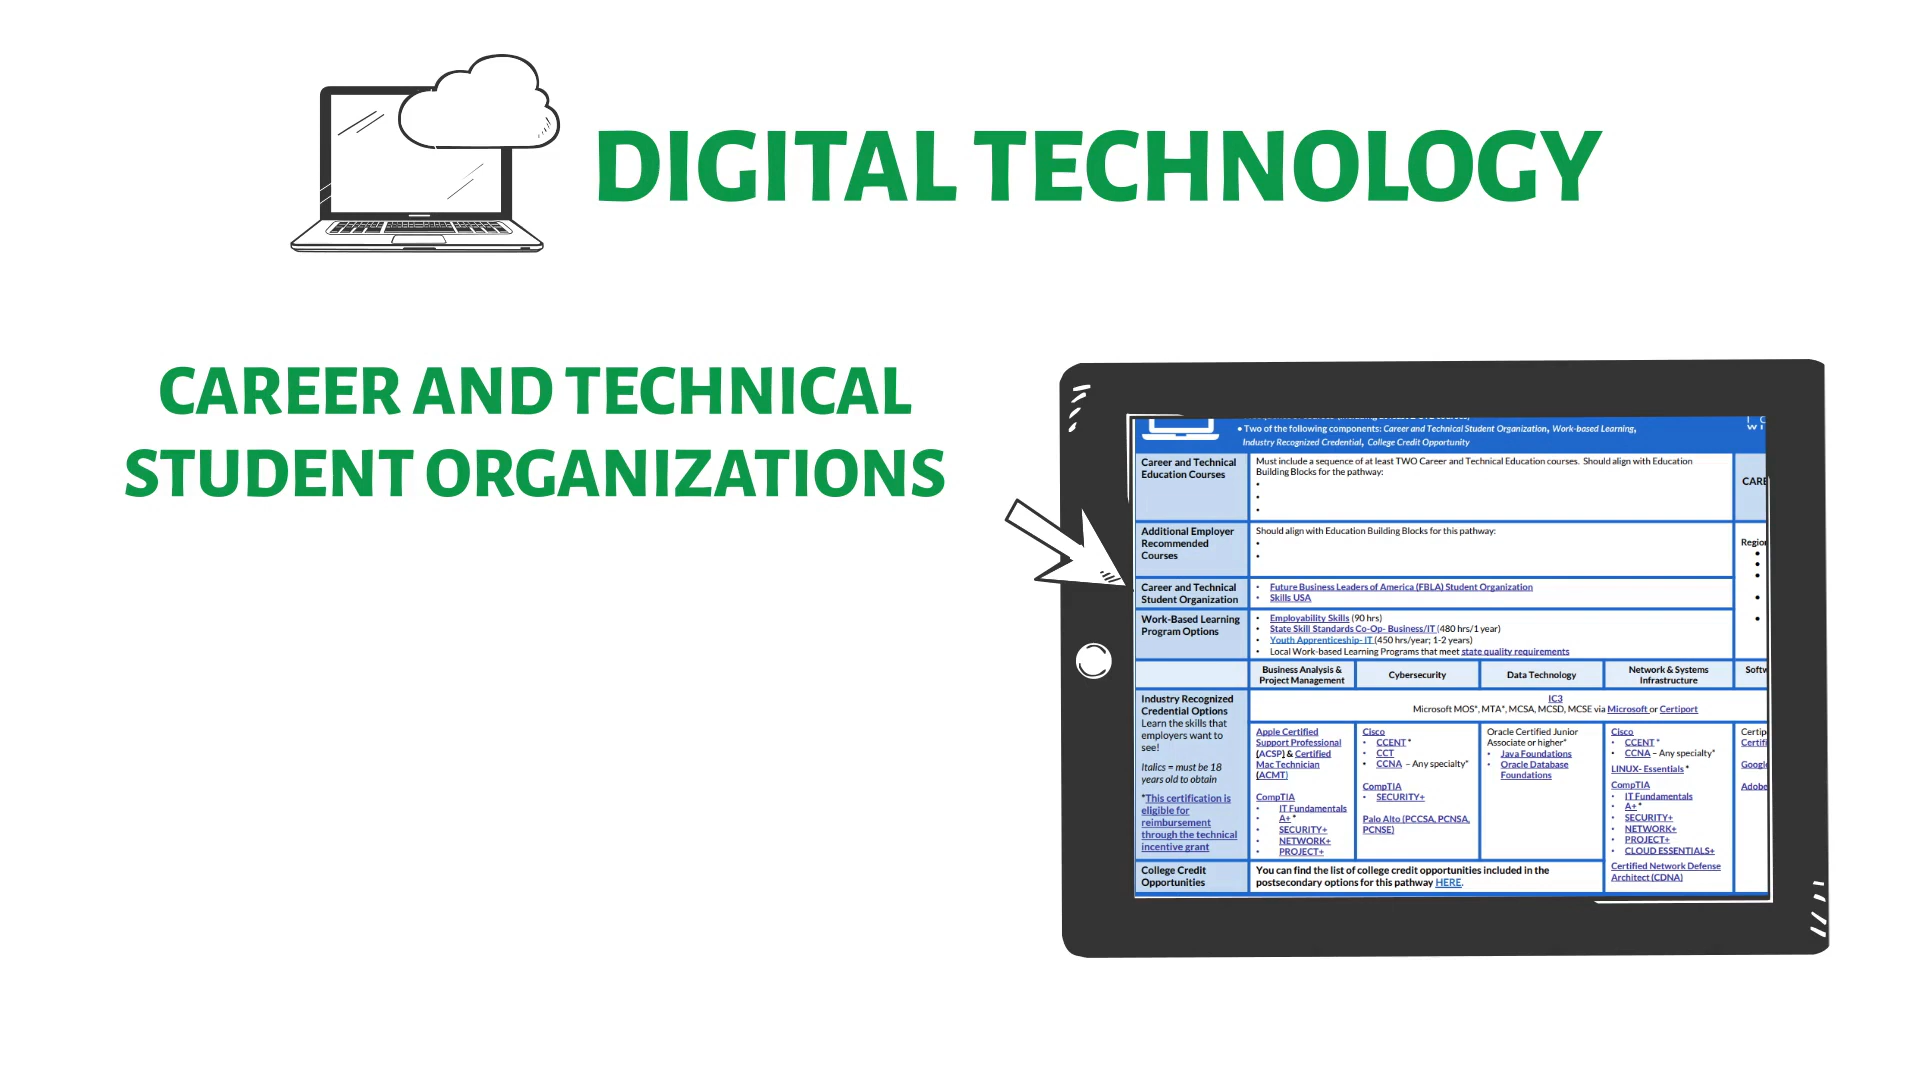 DIGITAL TECHNOLOGY
CAREER AND TECHNICAL
STUDENT ORGANIZATIONS
• Two of the following components: Career and Technical Student Organization, Work-based Learning,
Industry Recognized Credential, College Credit Opportunity
Career and Technical
Education Courses
Must include a sequence of at least TWO Career and Technical Education courses. Should align with Education
Building Blocks for the pathway:
•
•
•
CARE
Additional Employer
Recommended
Courses
Should align with Education Building Blocks for this pathway:
•
•
Region
•
•
•
•
•
Career and Technical
Student Organization
• Future Business Leaders of America (FBLA) Student Organization
• Skills USA
Work-Based Learning
Program Options
• Employability Skills (90 hrs)
• State Skill Standards Co-Op- Business/IT (480 hrs/1 year)
• Youth Apprenticeship- IT (450 hrs/year; 1-2 years)
• Local Work-based Learning Programs that meet state quality requirements
Business Analysis &
Project Management
Cybersecurity
Data Technology
Network & Systems
Infrastructure
Softw
Industry Recognized
Credential Options
Learn the skills that
employers want to
see!
Italics = must be 18
years old to obtain
*This certification is
eligible for
reimbursement
through the technical
incentive grant
IC3
Microsoft MOS*, MTA*, MCSA, MCSD, MCSE via Microsoft or Certiport
Apple Certified
Support Professional
(ACSP) & Certified
Mac Technician
(ACMT)
CompTIA
• IT Fundamentals
• A+ *
• SECURITY+
• NETWORK+
• PROJECT+
Cisco
• CCENT *
• CCT
• CCNA – Any specialty*
CompTIA
• SECURITY+
Palo Alto (PCCSA, PCNSA,
PCNSE)
Oracle Certified Junior
Associate or higher*
• Java Foundations
• Oracle Database
Foundations
Cisco
• CCENT *
• CCNA – Any specialty*
LINUX- Essentials *
CompTIA
• IT Fundamentals
• A+ *
• SECURITY+
• NETWORK+
• PROJECT+
• CLOUD ESSENTIALS+
Certified Network Defense
Architect (CDNA)
Certip
Certifi
Google
Adobe
College Credit
Opportunities
You can find the list of college credit opportunities included in the
postsecondary options for this pathway HERE.